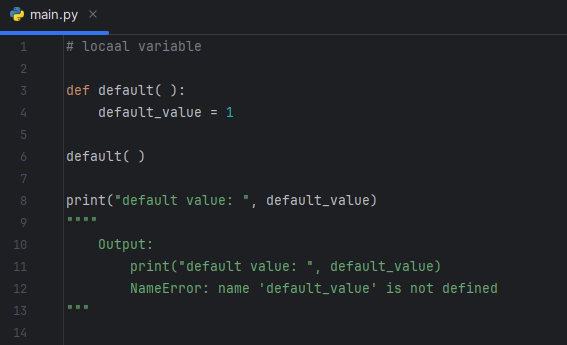 main.py
1 # locaal variable
2
3 def default( ):
4     default_value = 1
5
6 default( )
7
8 print("default value: ", default_value)
9 """"
10     Output:
11         print("default value: ", default_value)
12         NameError: name 'default_value' is not defined
13 """
14